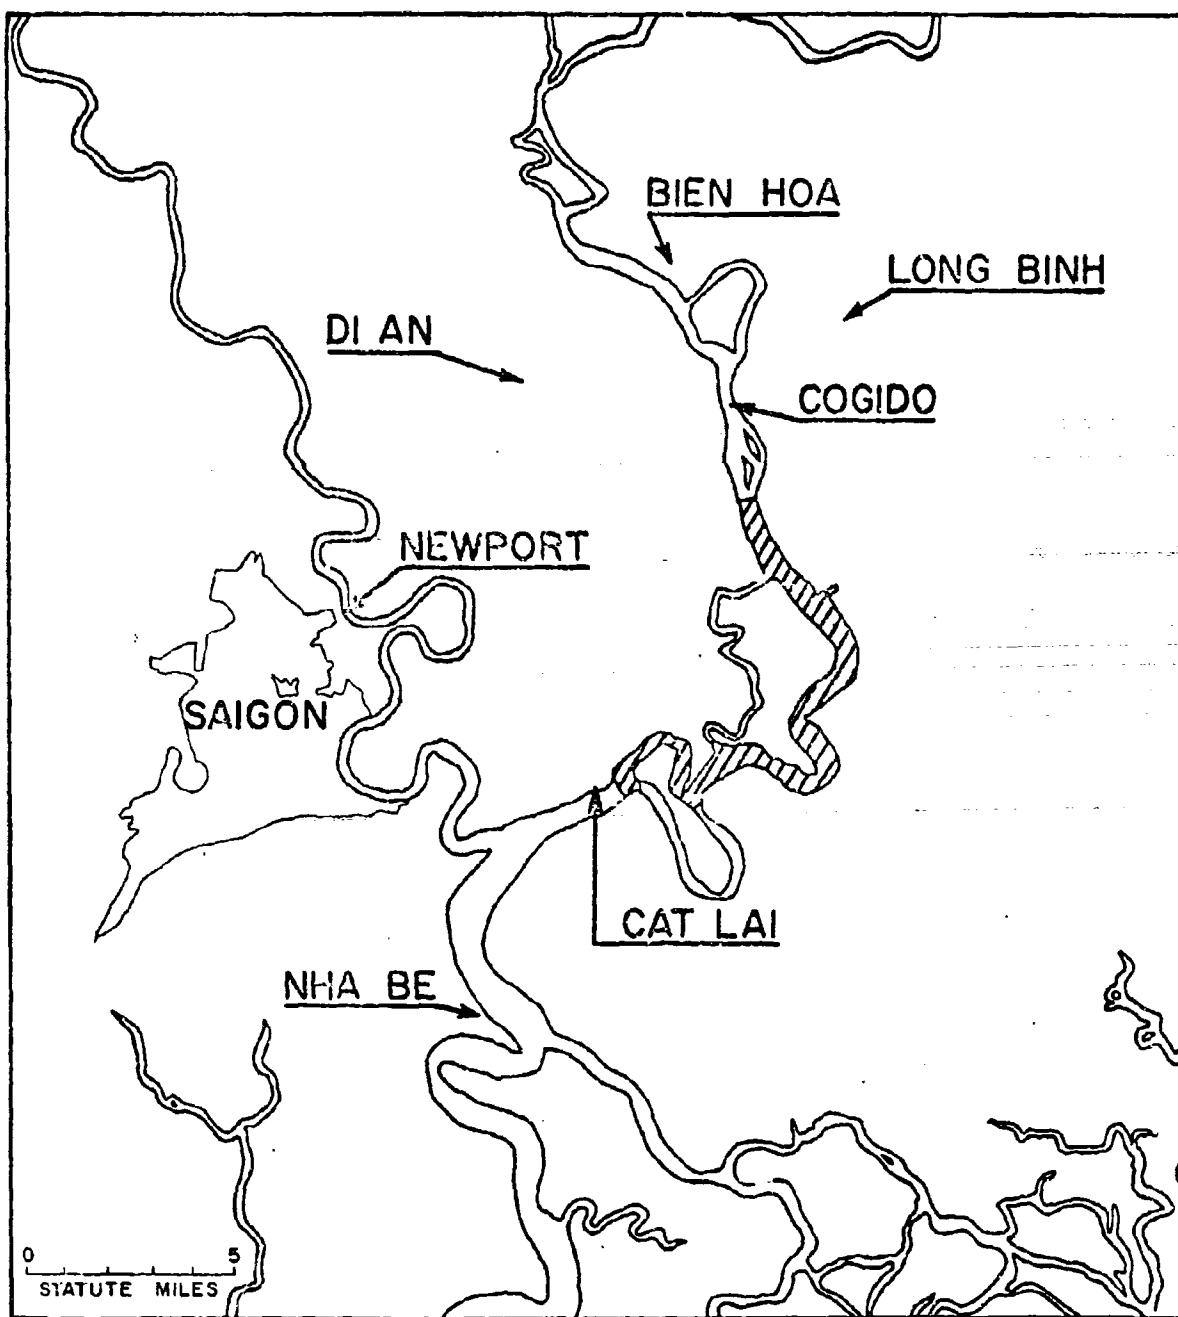 BIEN HOA
LONG BINH
DI AN
COGIDO
NEWPORT
SAIGON
CAT LAI
NHA BE
0 5
STATUTE MILES